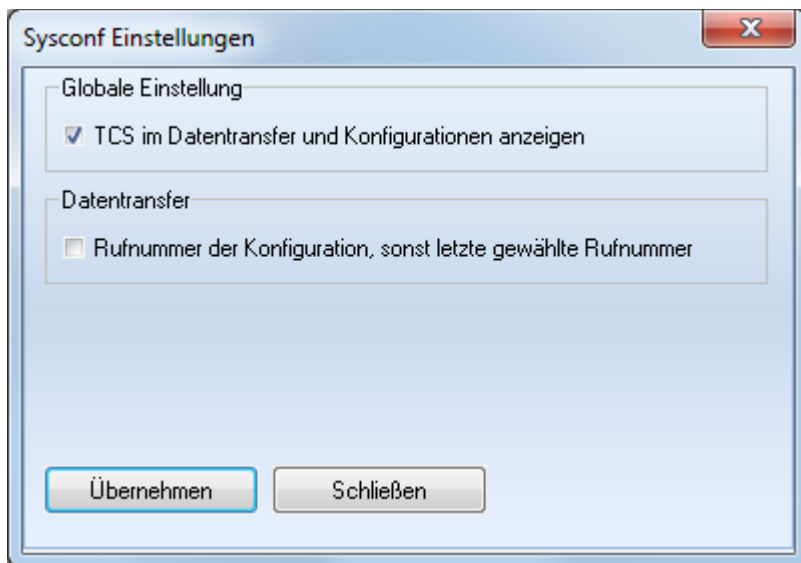 Sysconf Einstellungen
Globale Einstellung
TCS im Datentransfer und Konfigurationen anzeigen
Datentransfer
Rufnummer der Konfiguration, sonst letzte gewählte Rufnummer
Übernehmen
Schließen